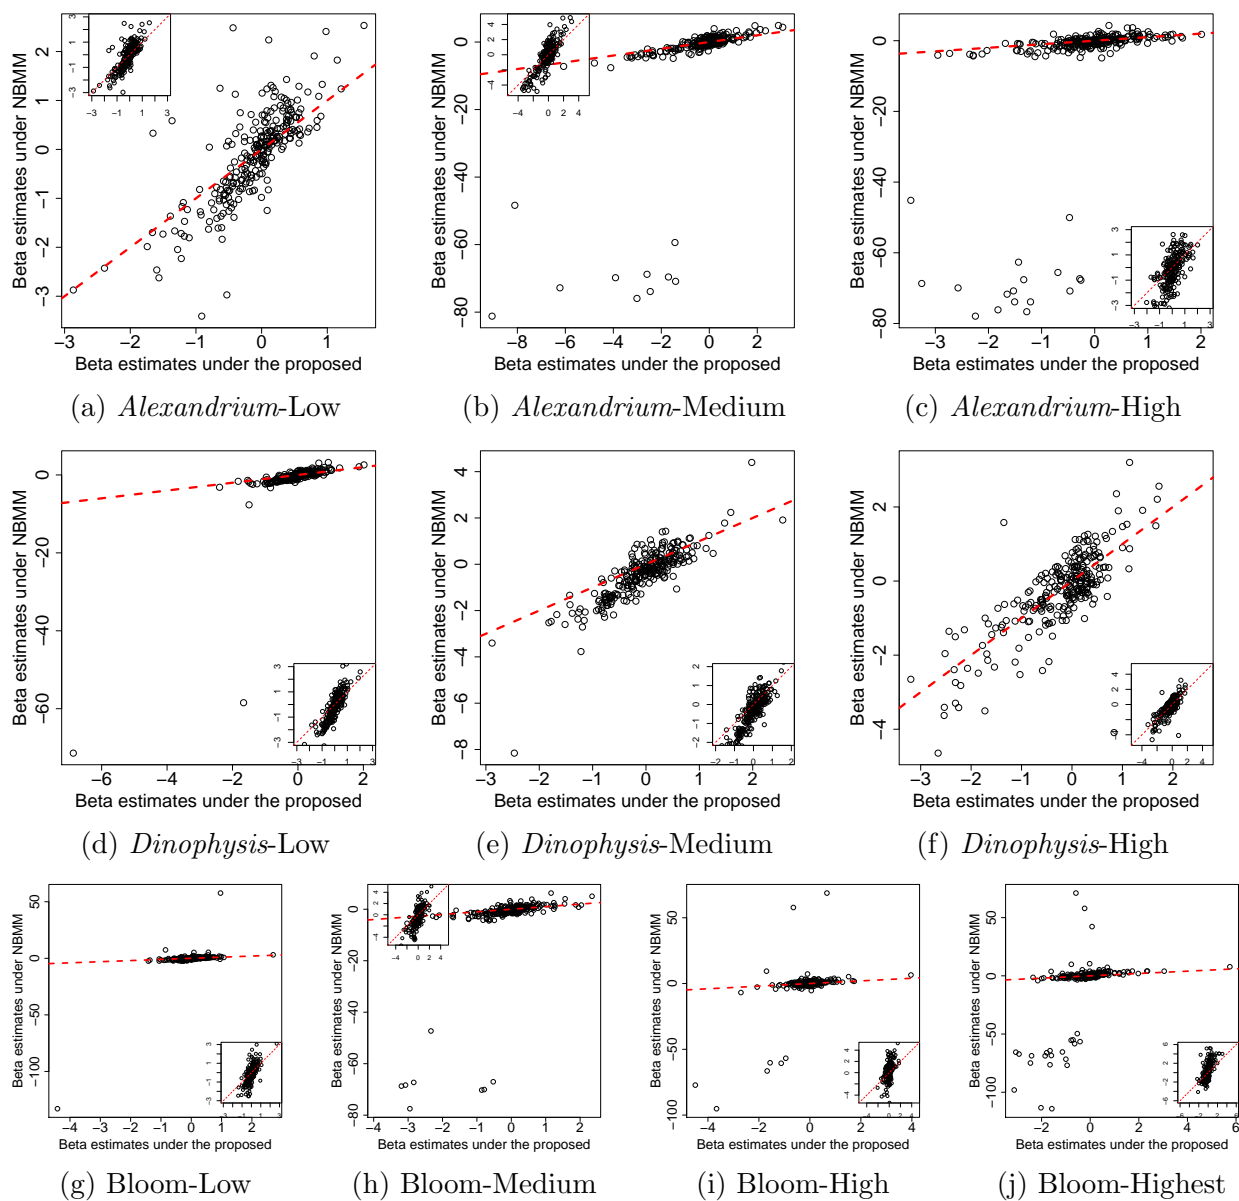 Beta estimates under NBMM
Beta estimates under the proposed
(a) Alexandrium-Low
Beta estimates under NBMM
Beta estimates under the proposed
(b) Alexandrium-Medium
Beta estimates under NBMM
Beta estimates under the proposed
(c) Alexandrium-High
Beta estimates under NBMM
Beta estimates under the proposed
(d) Dinophysis-Low
Beta estimates under NBMM
Beta estimates under the proposed
(e) Dinophysis-Medium
Beta estimates under NBMM
Beta estimates under the proposed
(f) Dinophysis-High
Beta estimates under NBMM
Beta estimates under the proposed
(g) Bloom-Low
Beta estimates under NBMM
Beta estimates under the proposed
(h) Bloom-Medium
Beta estimates under NBMM
Beta estimates under the proposed
(i) Bloom-High
Beta estimates under NBMM
Beta estimates under the proposed
(j) Bloom-Highest